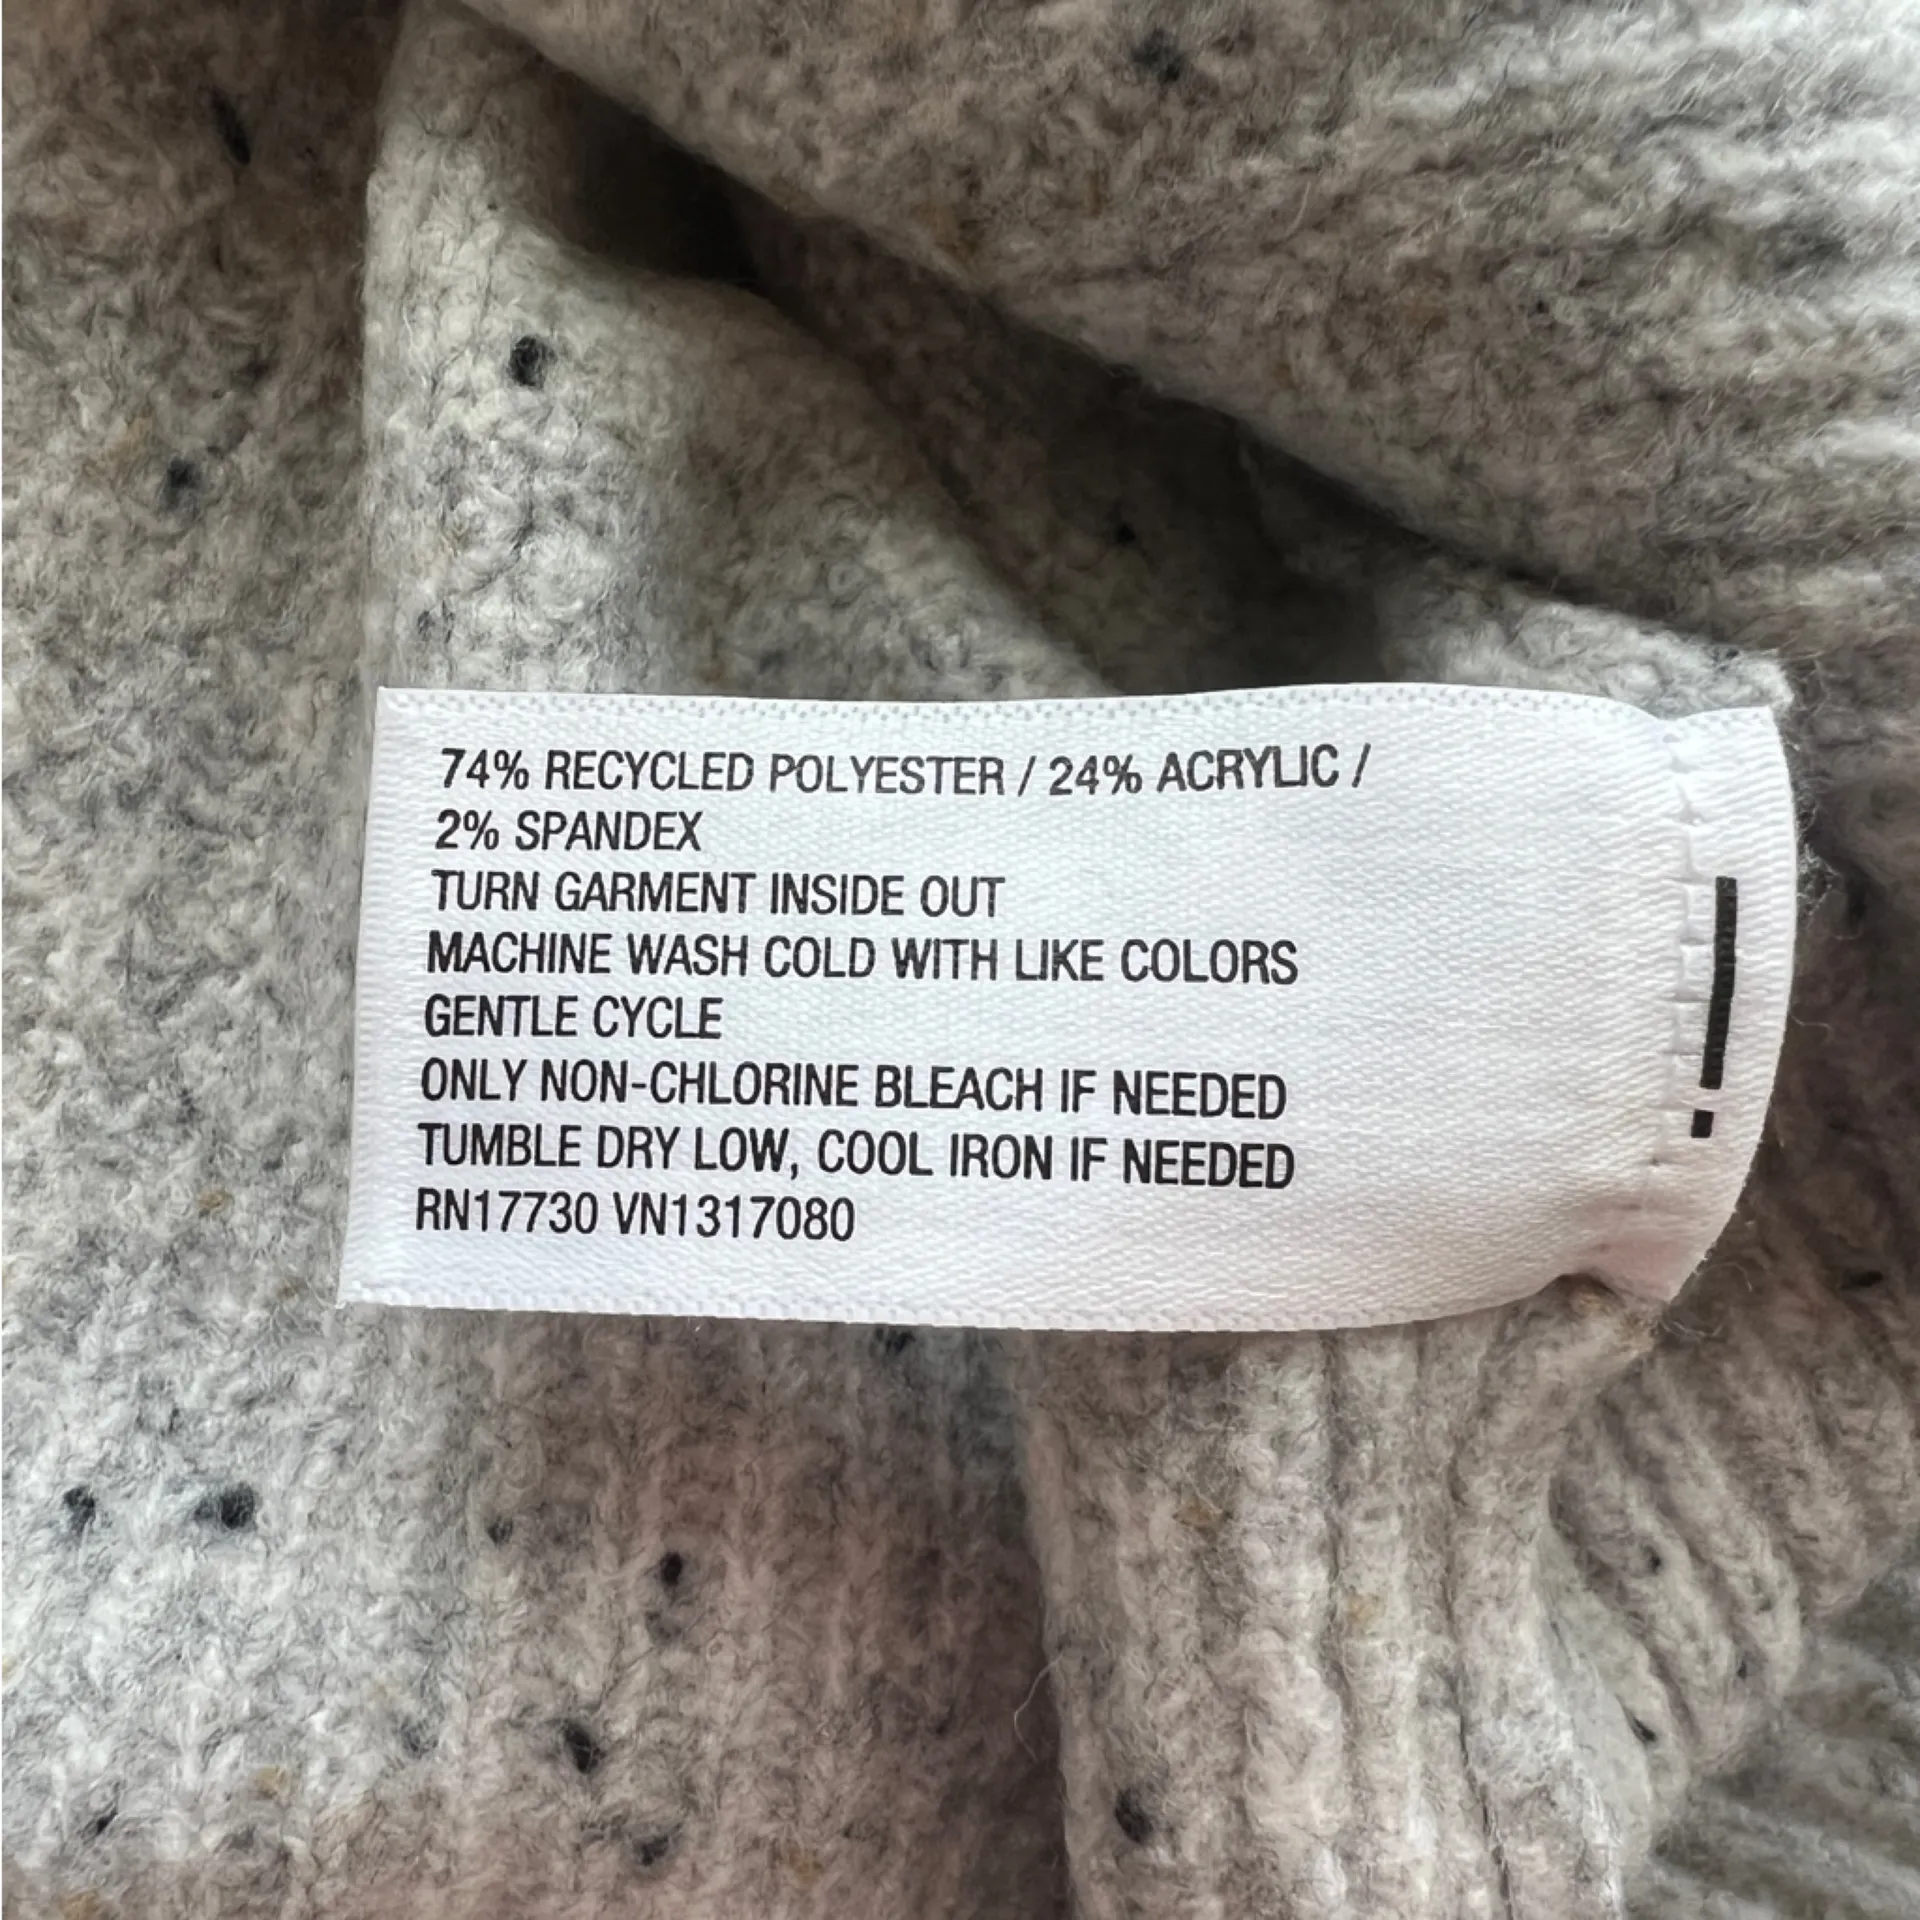 74% RECYCLED POLYESTER / 24% ACRYLIC /
2% SPANDEX
TURN GARMENT INSIDE OUT
MACHINE WASH COLD WITH LIKE COLORS
GENTLE CYCLE
ONLY NON-CHLORINE BLEACH IF NEEDED
TUMBLE DRY LOW, COOL IRON IF NEEDED
RN17730 VN1317080